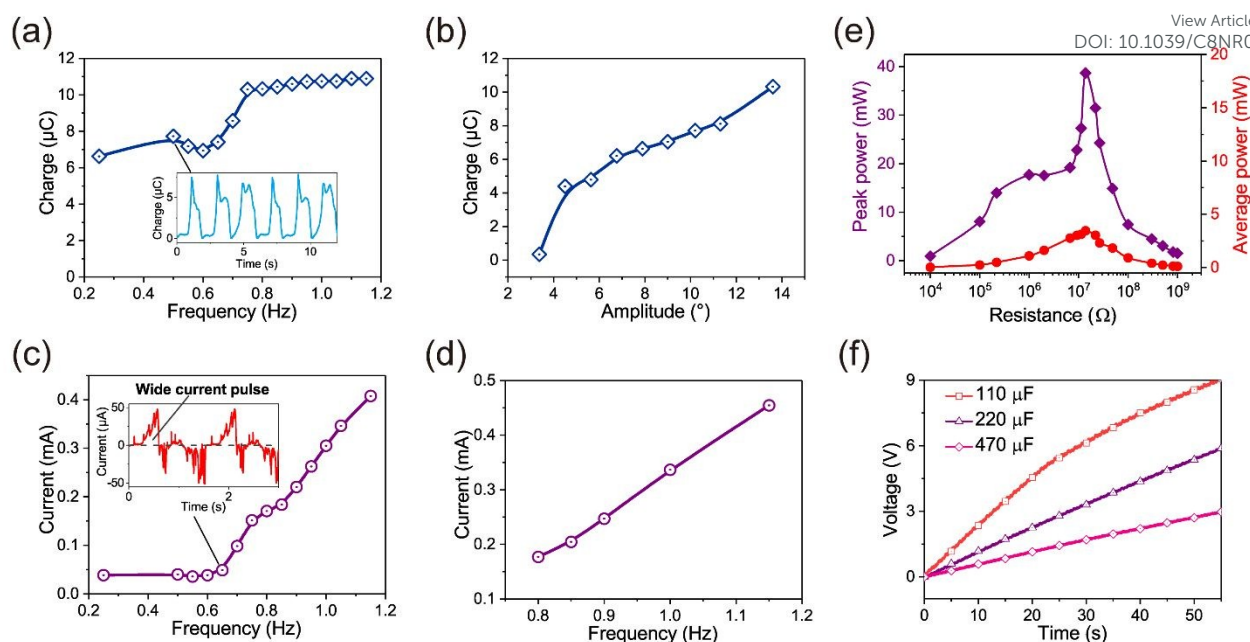 View Article
DOI: 10.1039/C8NR0
(a)
12
10
8
6
4
2
0
Charge (µC)
0.2 0.4 0.6 0.8 1.0 1.2
Frequency (Hz)
Charge (µC)
5
0
0 5 10
Time (s)
(b)
12
10
8
6
4
2
0
Charge (µC)
2 4 6 8 10 12 14
Amplitude (°)
(e)
40
30
20
10
0
Peak power (mW)
20
15
10
5
0
Average power (mW)
10⁴ 10⁵ 10⁶ 10⁷ 10⁸ 10⁹
Resistance (Ω)
(c)
0.4
0.3
0.2
0.1
0.0
Current (mA)
0.2 0.4 0.6 0.8 1.0 1.2
Frequency (Hz)
Wide current pulse
Current (µA)
50
0
-50
0 2
Time (s)
(d)
0.5
0.4
0.3
0.2
0.1
Current (mA)
0.8 0.9 1.0 1.1 1.2
Frequency (Hz)
(f)
9
6
3
0
Voltage (V)
110 µF
220 µF
470 µF
0 10 20 30 40 50
Time (s)